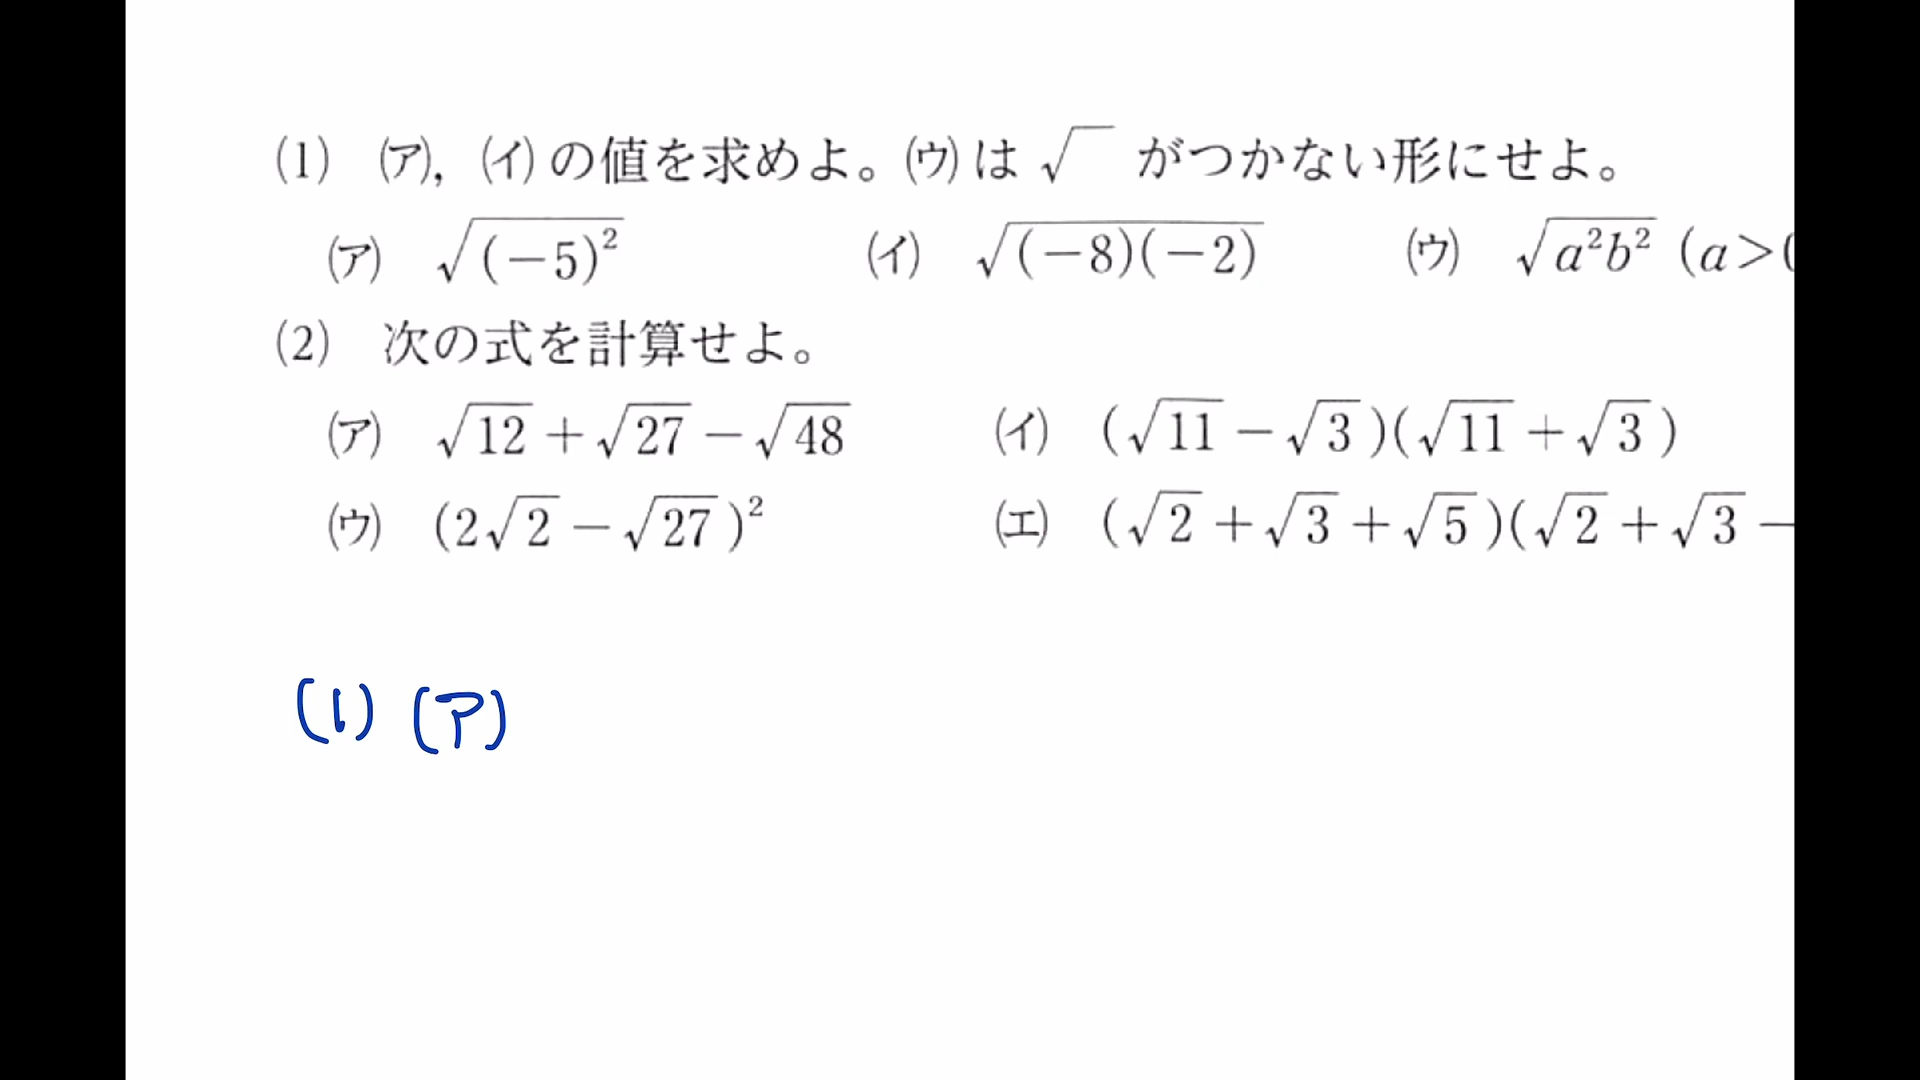 (1) (ア), (イ)の値を求めよ。(ウ)は √ がつかない形にせよ。
(ア) √(-5)² (イ) √(-8)(-2) (ウ) √a²b² (a>
(2) 次の式を計算せよ。
(ア) √12+√27-√48 (イ) (√11-√3)(√11+√3)
(ウ) (2√2-√27)² (エ) (√2+√3+√5)(√2+√3-
(1) (ア)